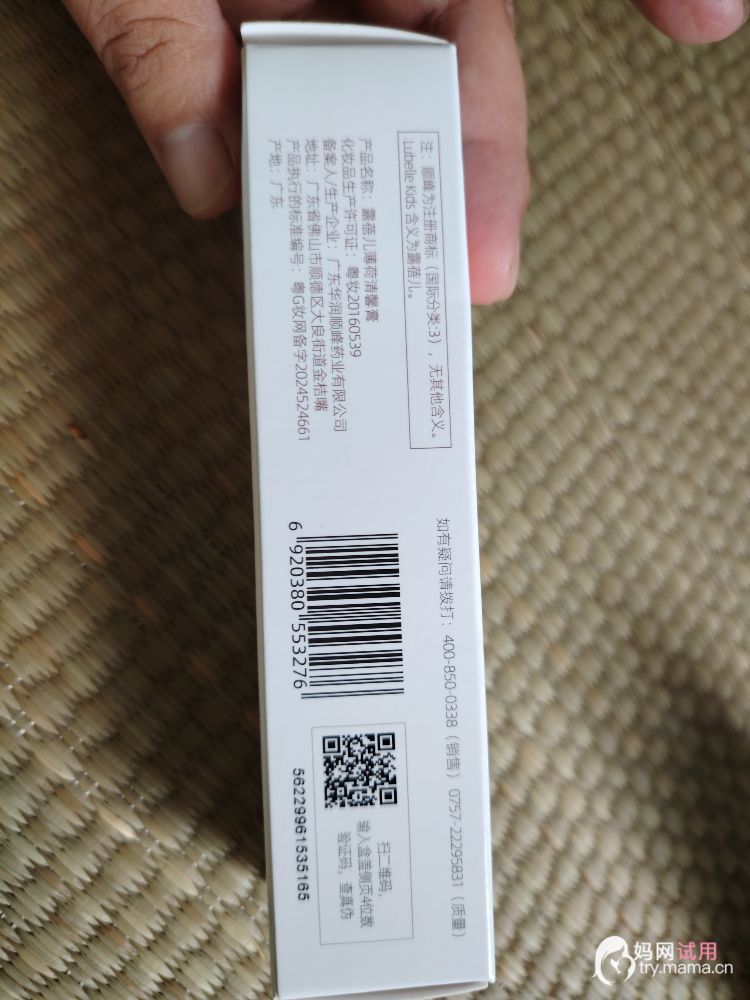 注：顺峰为注册商标（国际分类:3），无其他含义。
Lubelle Kids 含义为露蓓儿。
产品名称：露蓓儿薄荷清馨膏
化妆品生产许可证：粤妆20160539
备案人/生产企业：广东华润顺峰药业有限公司
地址：广东省佛山市顺德区大良街道金桔嘴
产品执行的标准编号：粤G妆网备字2024524661
产地：广东
如有疑问请拨打：400-850-0338（销售）0757-22295831（质量）
6 920380 553276
扫二维码，
输入盒盖侧页4位数
验证码，查真伪
56229961535165
妈网试用
try.mama.cn